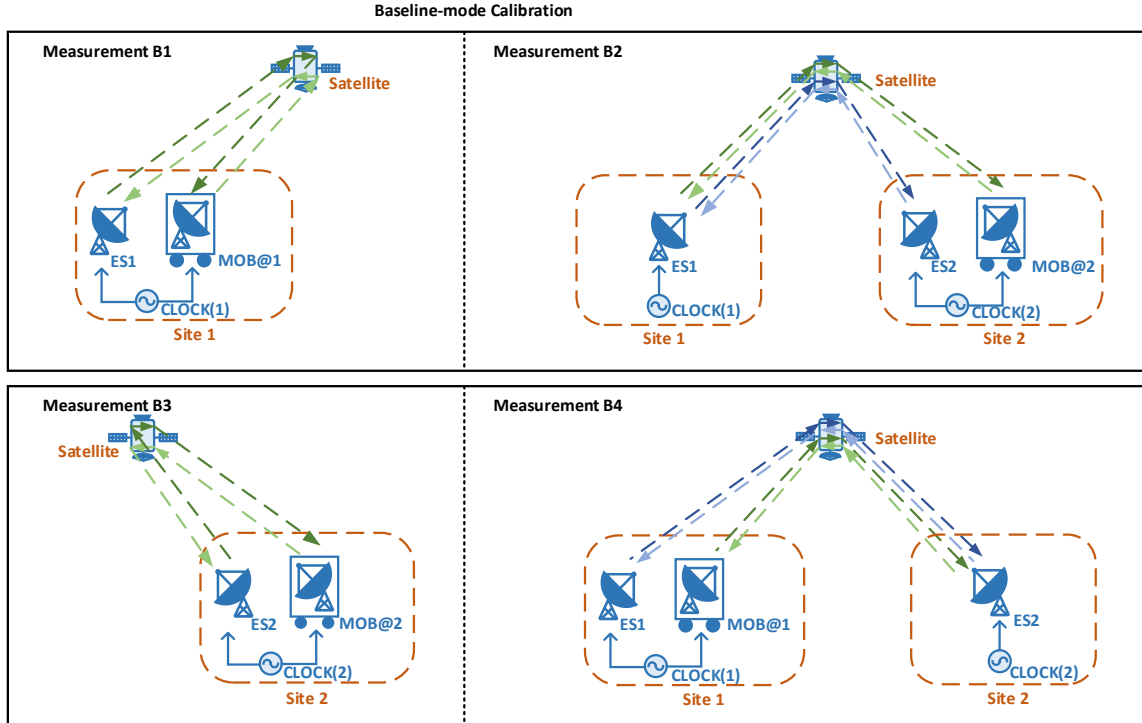 Baseline-mode Calibration
Measurement B1
Satellite
ES1
MOB@1
CLOCK(1)
Site 1
Measurement B2
Satellite
ES1
CLOCK(1)
Site 1
ES2
MOB@2
CLOCK(2)
Site 2
Measurement B3
Satellite
ES2
MOB@2
CLOCK(2)
Site 2
Measurement B4
Satellite
ES1
MOB@1
CLOCK(1)
Site 1
ES2
CLOCK(2)
Site 2